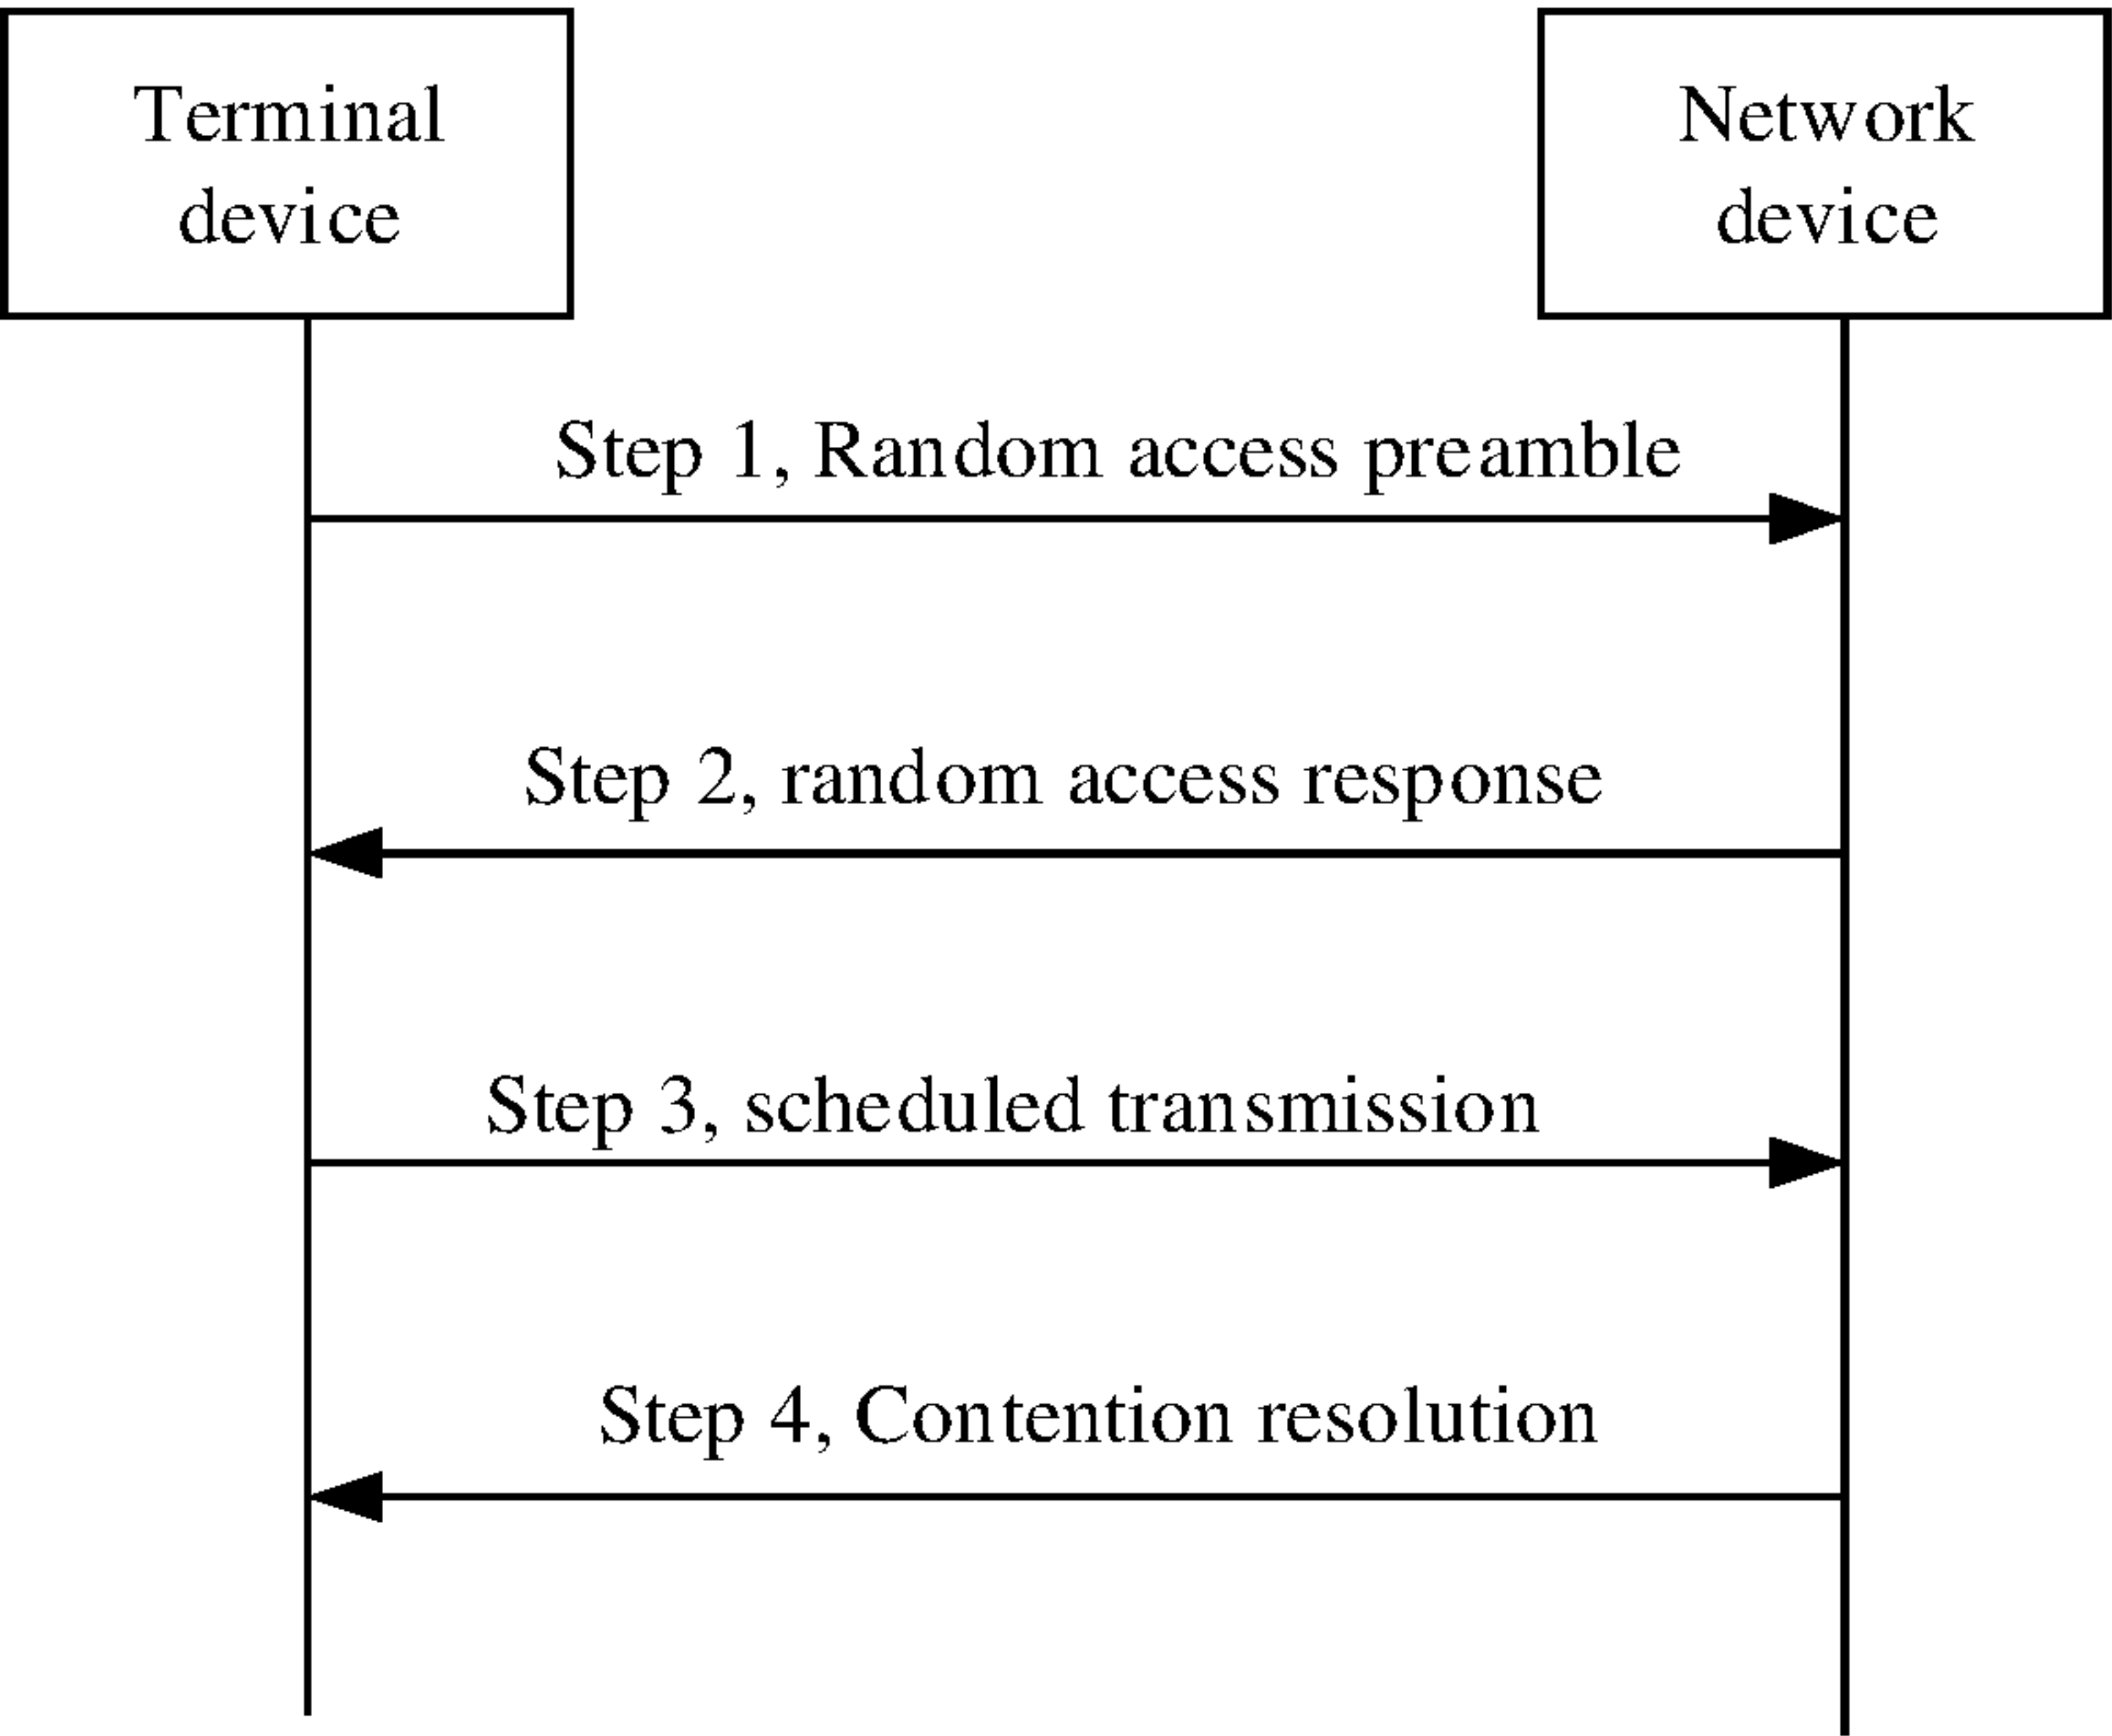 Terminal
device
Network
device
Step 1, Random access preamble
Step 2, random access response
Step 3, scheduled transmission
Step 4, Contention resolution